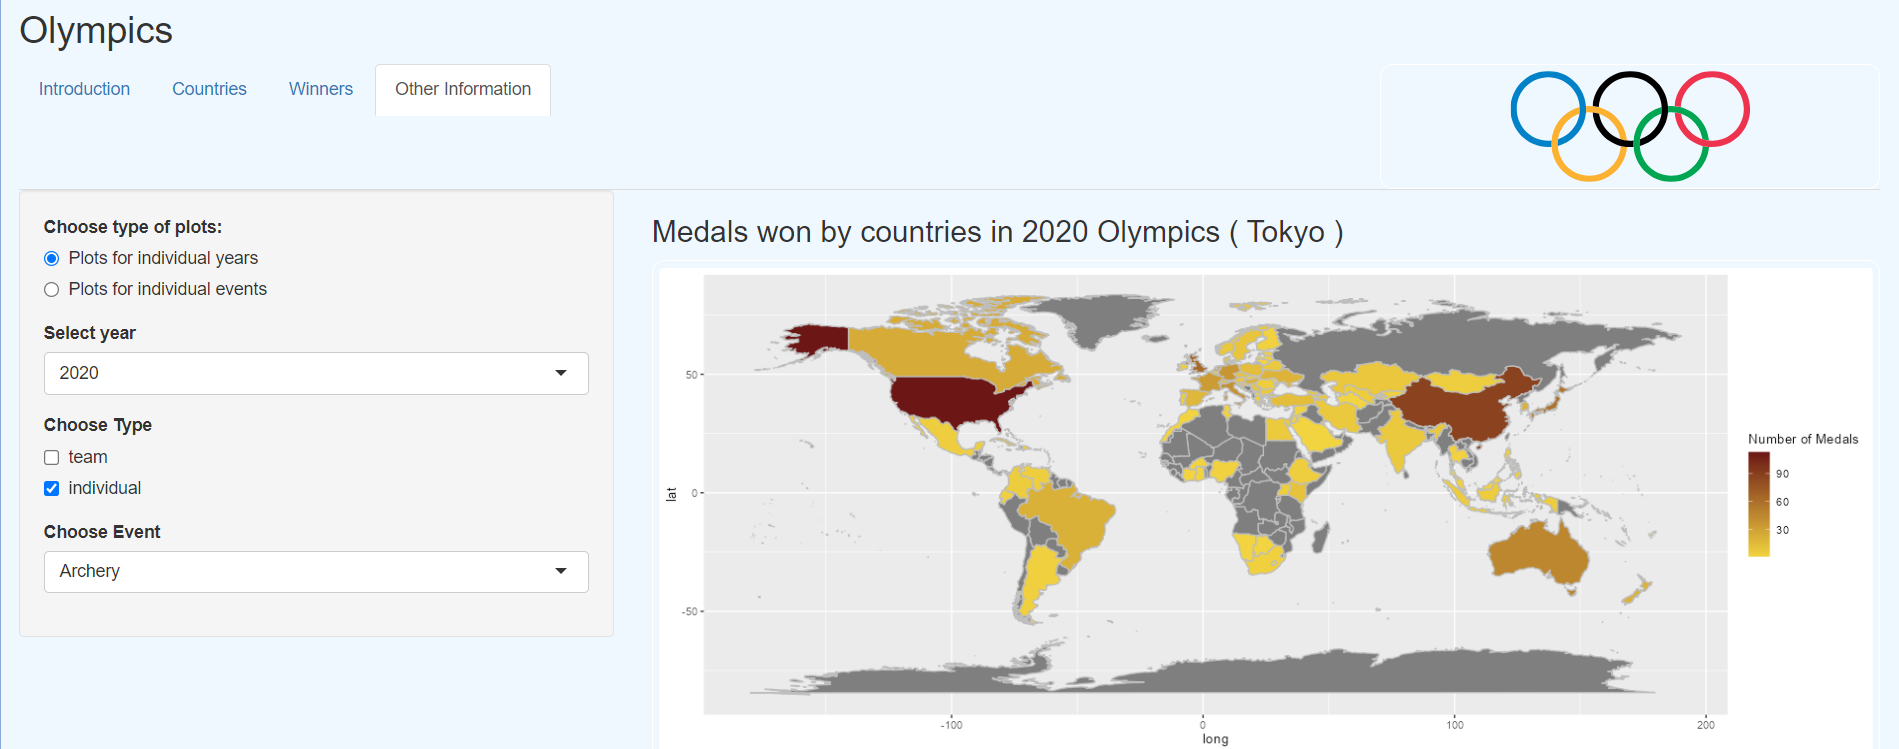 Olympics
Introduction Countries Winners Other Information
Choose type of plots:
Plots for individual years
Plots for individual events
Select year
2020
Choose Type
team
individual
Choose Event
Archery
Medals won by countries in 2020 Olympics ( Tokyo )
50
0
-50
lat
-100
0
100
200
long
Number of Medals
90
60
30